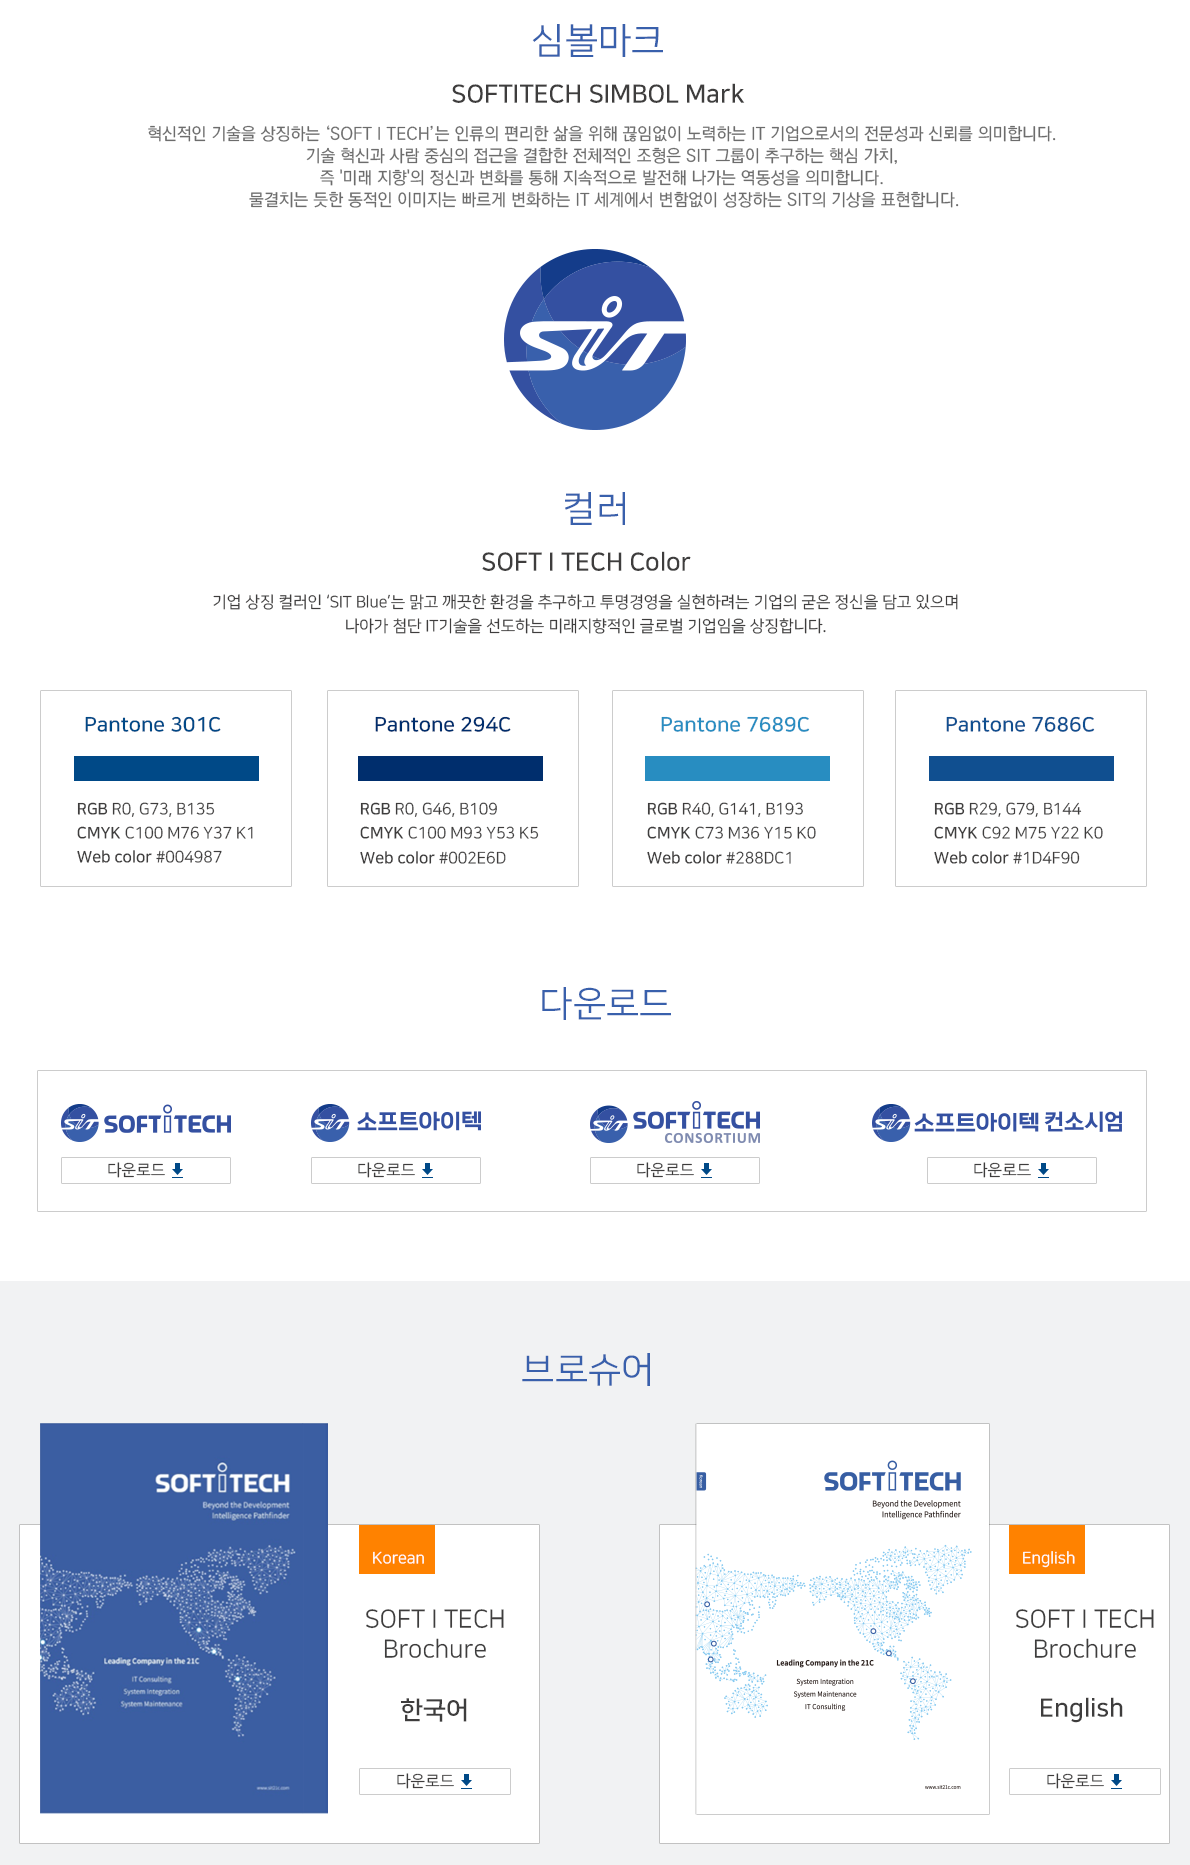 심볼마크
SOFTITECH SIMBOL Mark
혁신적인 기술을 상징하는 ‘SOFT I TECH’는 인류의 편리한 삶을 위해 끊임없이 노력하는 IT 기업으로서의 전문성과 신뢰를 의미합니다.
기술 혁신과 사람 중심의 접근을 결합한 전체적인 조형은 SIT 그룹이 추구하는 핵심 가치,
즉 '미래 지향'의 정신과 변화를 통해 지속적으로 발전해 나가는 역동성을 의미합니다.
물결치는 듯한 동적인 이미지는 빠르게 변화하는 IT 세계에서 변함없이 성장하는 SIT의 기상을 표현합니다.
SiT
컬러
SOFT I TECH Color
기업 상징 컬러인 ‘SIT Blue’는 맑고 깨끗한 환경을 추구하고 투명경영을 실현하려는 기업의 굳은 정신을 담고 있으며
나아가 첨단 IT기술을 선도하는 미래지향적인 글로벌 기업임을 상징합니다.
Pantone 301C
RGB R0, G73, B135
CMYK C100 M76 Y37 K1
Web color #004987
Pantone 294C
RGB R0, G46, B109
CMYK C100 M93 Y53 K5
Web color #002E6D
Pantone 7689C
RGB R40, G141, B193
CMYK C73 M36 Y15 K0
Web color #288DC1
Pantone 7686C
RGB R29, G79, B144
CMYK C92 M75 Y22 K0
Web color #1D4F90
다운로드
SiT SOFTiTECH
다운로드
SiT 소프트아이텍
다운로드
SiT SOFTiTECH
CONSORTIUM
다운로드
SiT 소프트아이텍 컨소시엄
다운로드
브로슈어
SOFTiTECH
Beyond the Development
Intelligence Pathfinder
Leading Company in the 21C
IT Consulting
System Integration
System Maintenance
www.sit21c.com
Korean
SOFT I TECH
Brochure
한국어
다운로드
SOFTiTECH
Beyond the Development
Intelligence Pathfinder
Leading Company in the 21C
System Integration
System Maintenance
IT Consulting
www.sit21c.com
English
SOFT I TECH
Brochure
English
다운로드